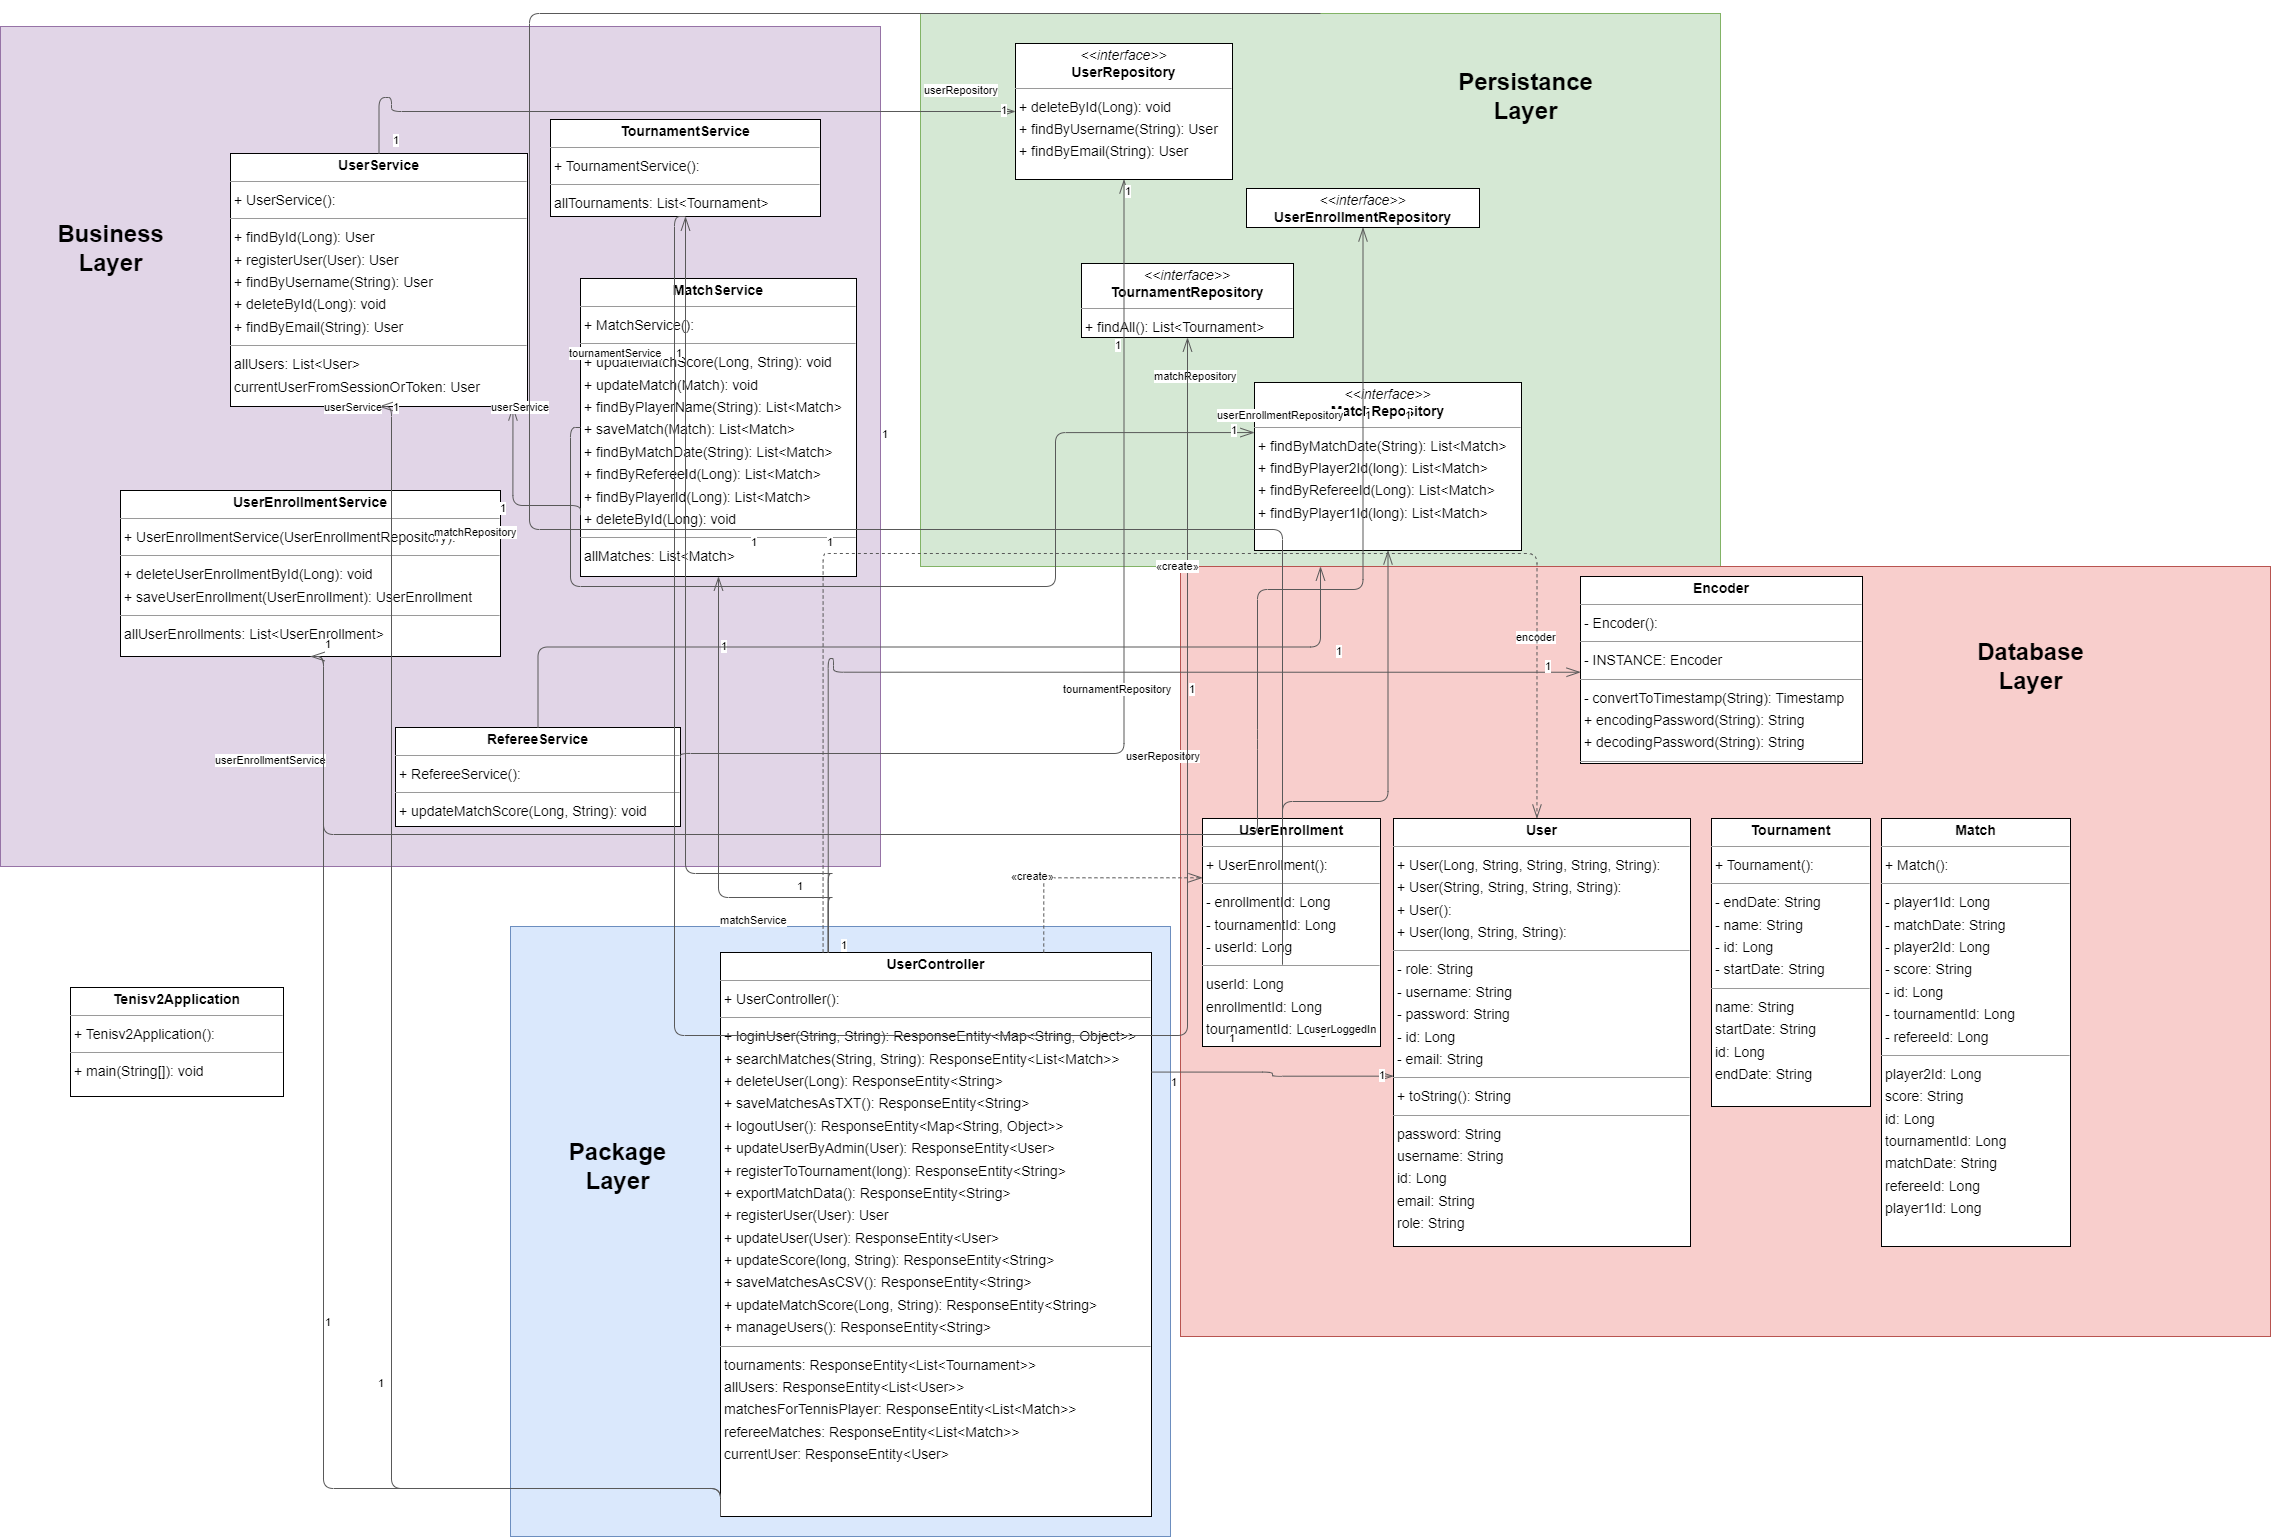 Business
Layer
UserService
+ UserService():
+ findById(Long): User
+ registerUser(User): User
+ findByUsername(String): User
+ deleteById(Long): void
+ findByEmail(String): User
allUsers: List<User>
currentUserFromSessionOrToken: User
userService
1
userService
1
TournamentService
+ TournamentService():
allTournaments: List<Tournament>
MatchService
+ MatchService():
tournamentService
1
+ updateMatchScore(Long, String): void
+ updateMatch(Match): void
+ findByPlayerName(String): List<Match>
+ saveMatch(Match): List<Match>
+ findByMatchDate(String): List<Match>
+ findByRefereeId(Long): List<Match>
+ findByPlayerId(Long): List<Match>
+ deleteById(Long): void
1
1
allMatches: List<Match>
1
UserEnrollmentService
1
+ UserEnrollmentService(UserEnrollmentRepository):
matchRepository
+ deleteUserEnrollmentById(Long): void
+ saveUserEnrollment(UserEnrollment): UserEnrollment
allUserEnrollments: List<UserEnrollment>
1
1
userEnrollmentService
RefereeService
+ RefereeService():
+ updateMatchScore(Long, String): void
Persistance
Layer
userRepository
1
<<interface>>
UserRepository
+ deleteById(Long): void
+ findByUsername(String): User
+ findByEmail(String): User
1
<<interface>>
UserEnrollmentRepository
<<interface>>
TournamentRepository
+ findAll(): List<Tournament>
1
matchRepository
<<interface>>
MatchRepository
userEnrollmentRepository
1
1
1
+ findByMatchDate(String): List<Match>
+ findByPlayer2Id(long): List<Match>
+ findByRefereeId(Long): List<Match>
+ findByPlayer1Id(long): List<Match>
«create»
encoder
1
1
tournamentRepository
1
userRepository
Database
Layer
Encoder
- Encoder():
- INSTANCE: Encoder
- convertToTimestamp(String): Timestamp
+ encodingPassword(String): String
+ decodingPassword(String): String
UserEnrollment
+ UserEnrollment():
- enrollmentId: Long
- tournamentId: Long
- userId: Long
userId: Long
enrollmentId: Long
tournamentId: Lo
userLoggedIn
1
User
+ User(Long, String, String, String, String):
+ User(String, String, String, String):
+ User():
+ User(long, String, String):
- role: String
- username: String
- password: String
- id: Long
- email: String
+ toString(): String
password: String
username: String
id: Long
email: String
role: String
Tournament
+ Tournament():
- endDate: String
- name: String
- id: Long
- startDate: String
name: String
startDate: String
id: Long
endDate: String
Match
+ Match():
- player1Id: Long
- matchDate: String
- player2Id: Long
- score: String
- id: Long
- tournamentId: Long
- refereeId: Long
player2Id: Long
score: String
id: Long
tournamentId: Long
matchDate: String
refereeId: Long
player1Id: Long
«create»
1
matchService
1
1
1
Package
Layer
UserController
+ UserController():
+ loginUser(String, String): ResponseEntity<Map<String, Object>>
+ searchMatches(String, String): ResponseEntity<List<Match>>
+ deleteUser(Long): ResponseEntity<String>
+ saveMatchesAsTXT(): ResponseEntity<String>
+ logoutUser(): ResponseEntity<Map<String, Object>>
+ updateUserByAdmin(User): ResponseEntity<User>
+ registerToTournament(long): ResponseEntity<String>
+ exportMatchData(): ResponseEntity<String>
+ registerUser(User): User
+ updateUser(User): ResponseEntity<User>
+ updateScore(long, String): ResponseEntity<String>
+ saveMatchesAsCSV(): ResponseEntity<String>
+ updateMatchScore(Long, String): ResponseEntity<String>
+ manageUsers(): ResponseEntity<String>
tournaments: ResponseEntity<List<Tournament>>
allUsers: ResponseEntity<List<User>>
matchesForTennisPlayer: ResponseEntity<List<Match>>
refereeMatches: ResponseEntity<List<Match>>
currentUser: ResponseEntity<User>
Tenisv2Application
+ Tenisv2Application():
+ main(String[]): void
1
1